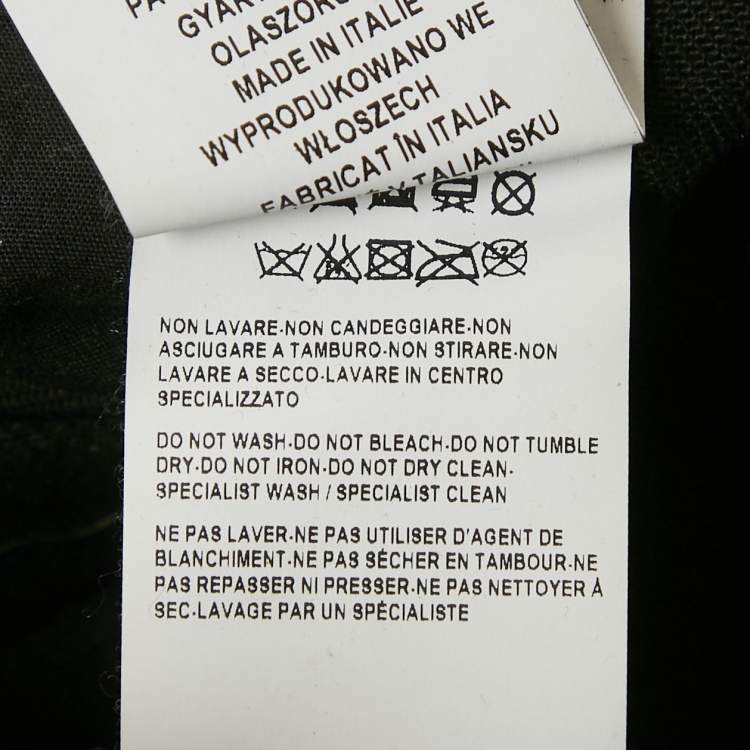 OLASZOR
MADE IN ITALIE
WYPRODUKOWANO WE
WŁOSZECH
FABRICAT ÎN ITALIA
TALIANSKU
NON LAVARE-NON CANDEGGIARE-NON
ASCIUGARE A TAMBURO-NON STIRARE-NON
LAVARE A SECCO-LAVARE IN CENTRO
SPECIALIZZATO
DO NOT WASH-DO NOT BLEACH-DO NOT TUMBLE
DRY-DO NOT IRON-DO NOT DRY CLEAN-
SPECIALIST WASH / SPECIALIST CLEAN
NE PAS LAVER-NE PAS UTILISER D'AGENT DE
BLANCHIMENT-NE PAS SÉCHER EN TAMBOUR-NE
PAS REPASSER NI PRESSER-NE PAS NETTOYER À
SEC-LAVAGE PAR UN SPÉCIALISTE